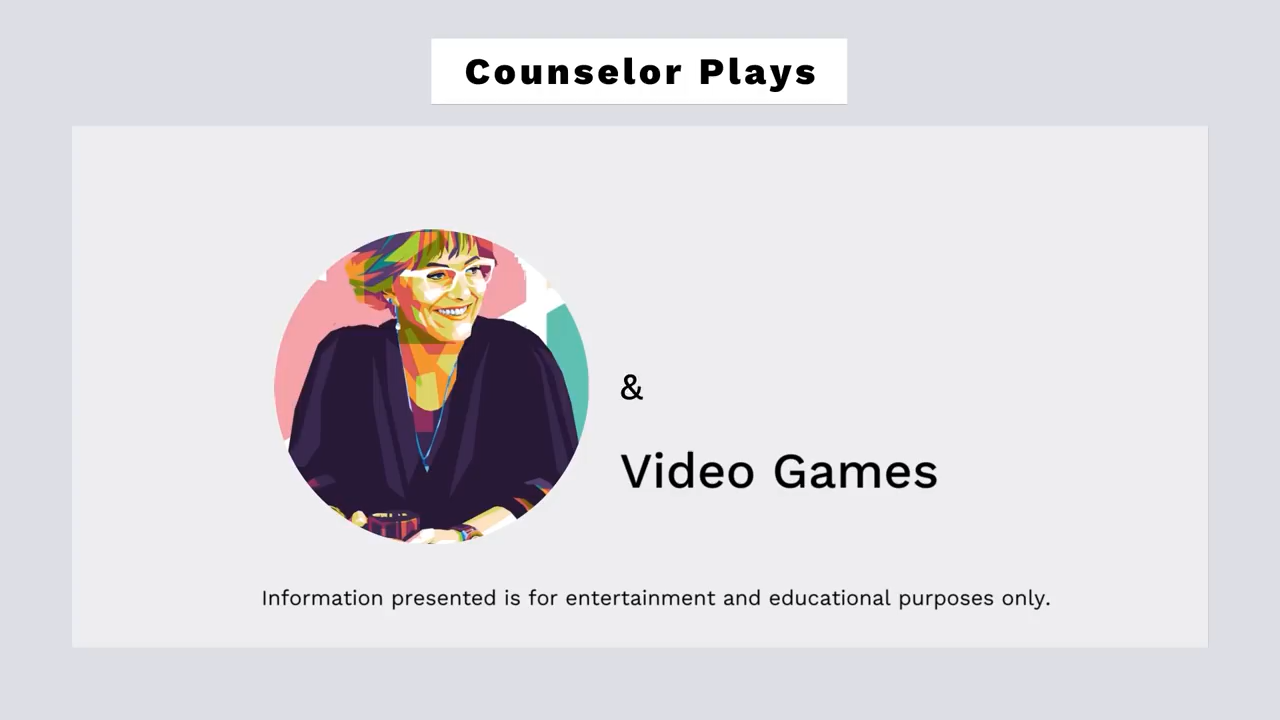 Counselor Plays
&
Video Games
Information presented is for entertainment and educational purposes only.